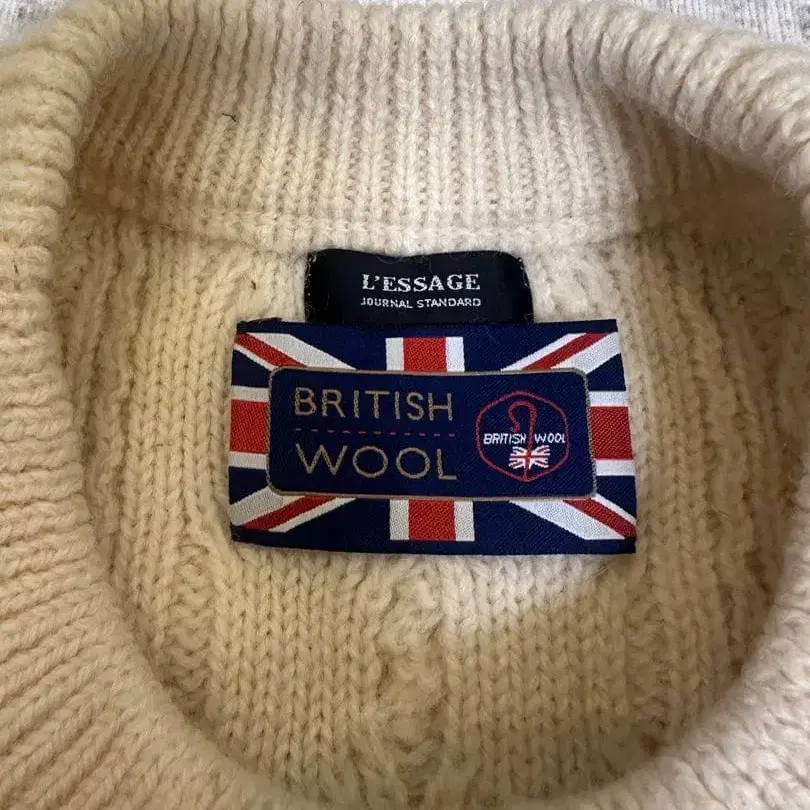 L'ESSAGE
JOURNAL STANDARD
BRITISH
WOOL
BRITISH WOOL